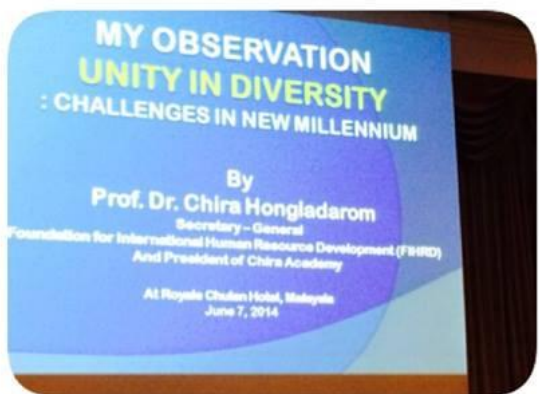 MY OBSERVATION
UNITY IN DIVERSITY
: CHALLENGES IN NEW MILLENNIUM
By
Prof. Dr. Chira Hongladarom
Secretary – General
Foundation for International Human Resource Development (FIHRD)
And President of Chira Academy
At Royale Chulan Hotel, Malaysia
June 7, 2014